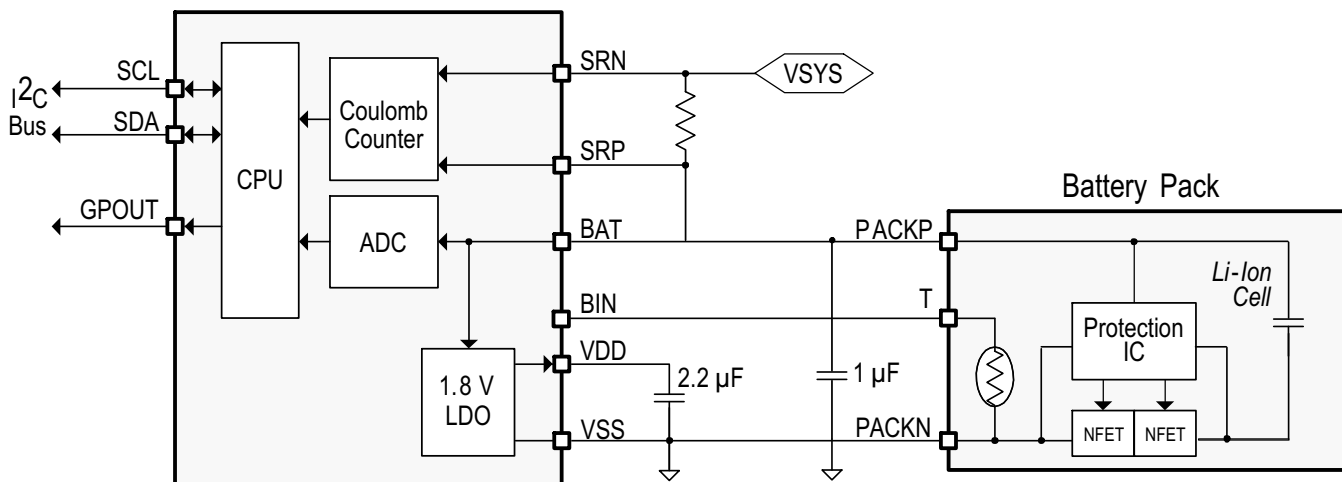 SCL
I2C
Bus
SDA
GPOUT
CPU
Coulomb
Counter
ADC
1.8 V
LDO
SRN
VSYS
SRP
BAT
BIN
VDD
2.2 µF
VSS
1 µF
PACKP
T
PACKN
Battery Pack
Li-Ion
Cell
Protection
IC
NFET
NFET